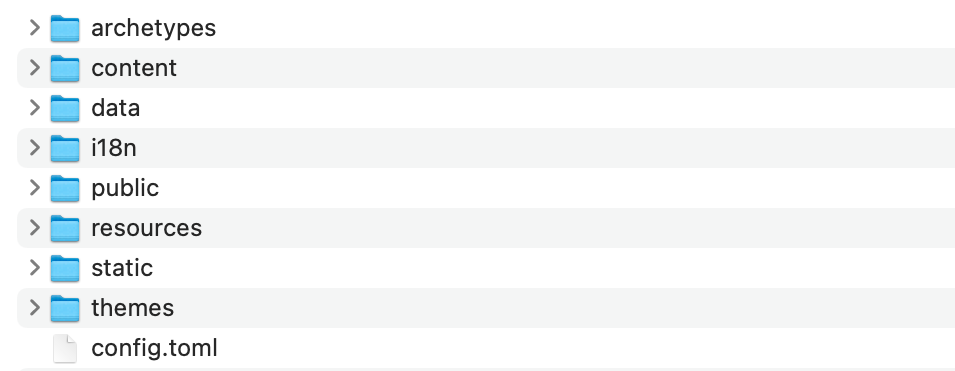 archetypes
content
data
i18n
public
resources
static
themes
config.toml